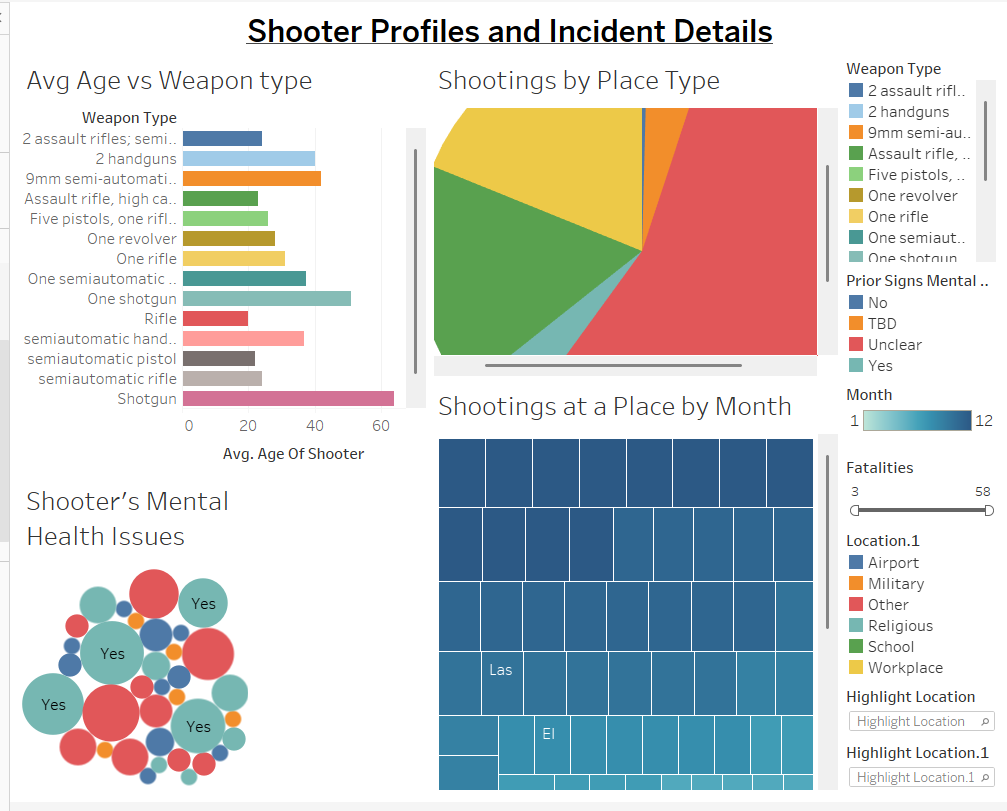 Shooter Profiles and Incident Details
Avg Age vs Weapon type
Weapon Type
2 assault rifles; semi..
2 handguns
9mm semi-automati..
Assault rifle, high ca..
Five pistols, one rifl..
One revolver
One rifle
One semiautomatic ..
One shotgun
Rifle
semiautomatic hand..
semiautomatic pistol
semiautomatic rifle
Shotgun
0 20 40 60
Avg. Age Of Shooter
Shooter's Mental
Health Issues
Yes
Yes
Yes
Yes
Shootings by Place Type
Shootings at a Place by Month
Las
El
Weapon Type
2 assault rifl..
2 handguns
9mm semi-au..
Assault rifle, ..
Five pistols, ..
One revolver
One rifle
One semiaut..
One shotgun
Prior Signs Mental ..
No
TBD
Unclear
Yes
Month
1 12
Fatalities
3 58
Location.1
Airport
Military
Other
Religious
School
Workplace
Highlight Location
Highlight Location
Highlight Location.1
Highlight Location.1